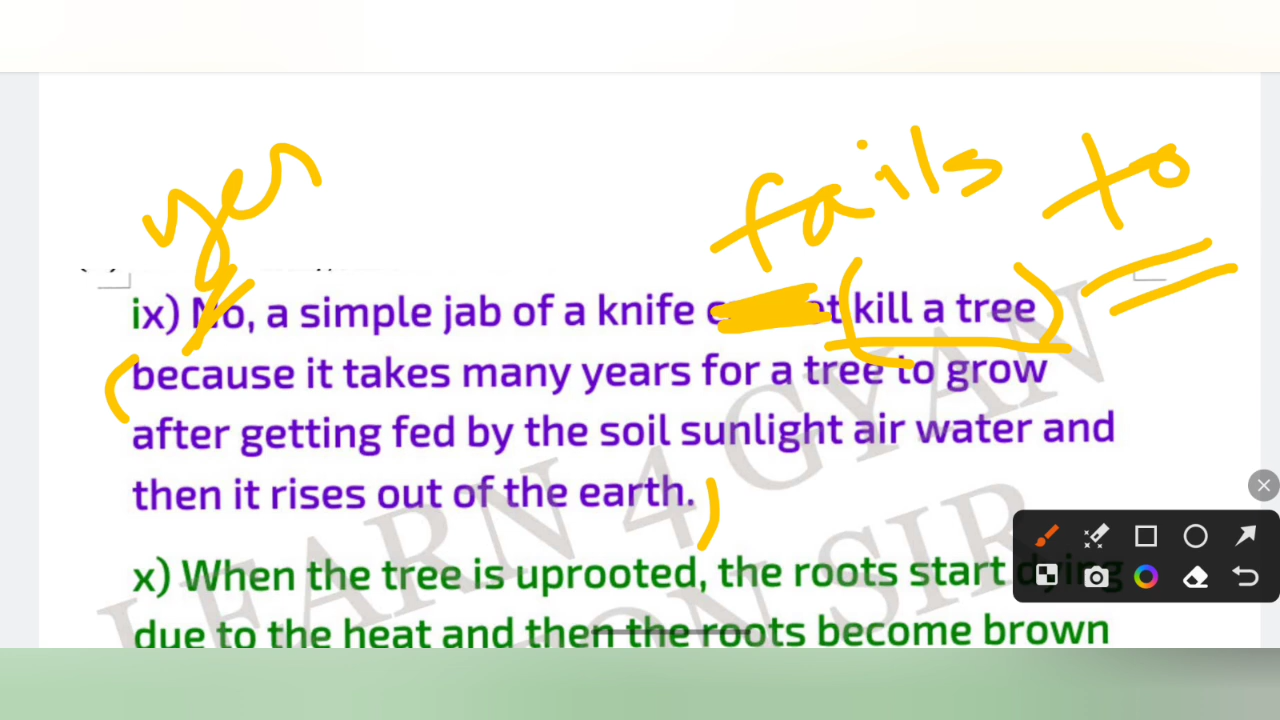 yes
fails to
ix) No, a simple jab of a knife kill a tree
because it takes many years for a tree to grow
after getting fed by the soil sunlight air water and
then it rises out of the earth.
x) When the tree is uprooted, the roots start dying
due to the heat and then the roots become brown
LEARN 4 GYAN
ON SIR